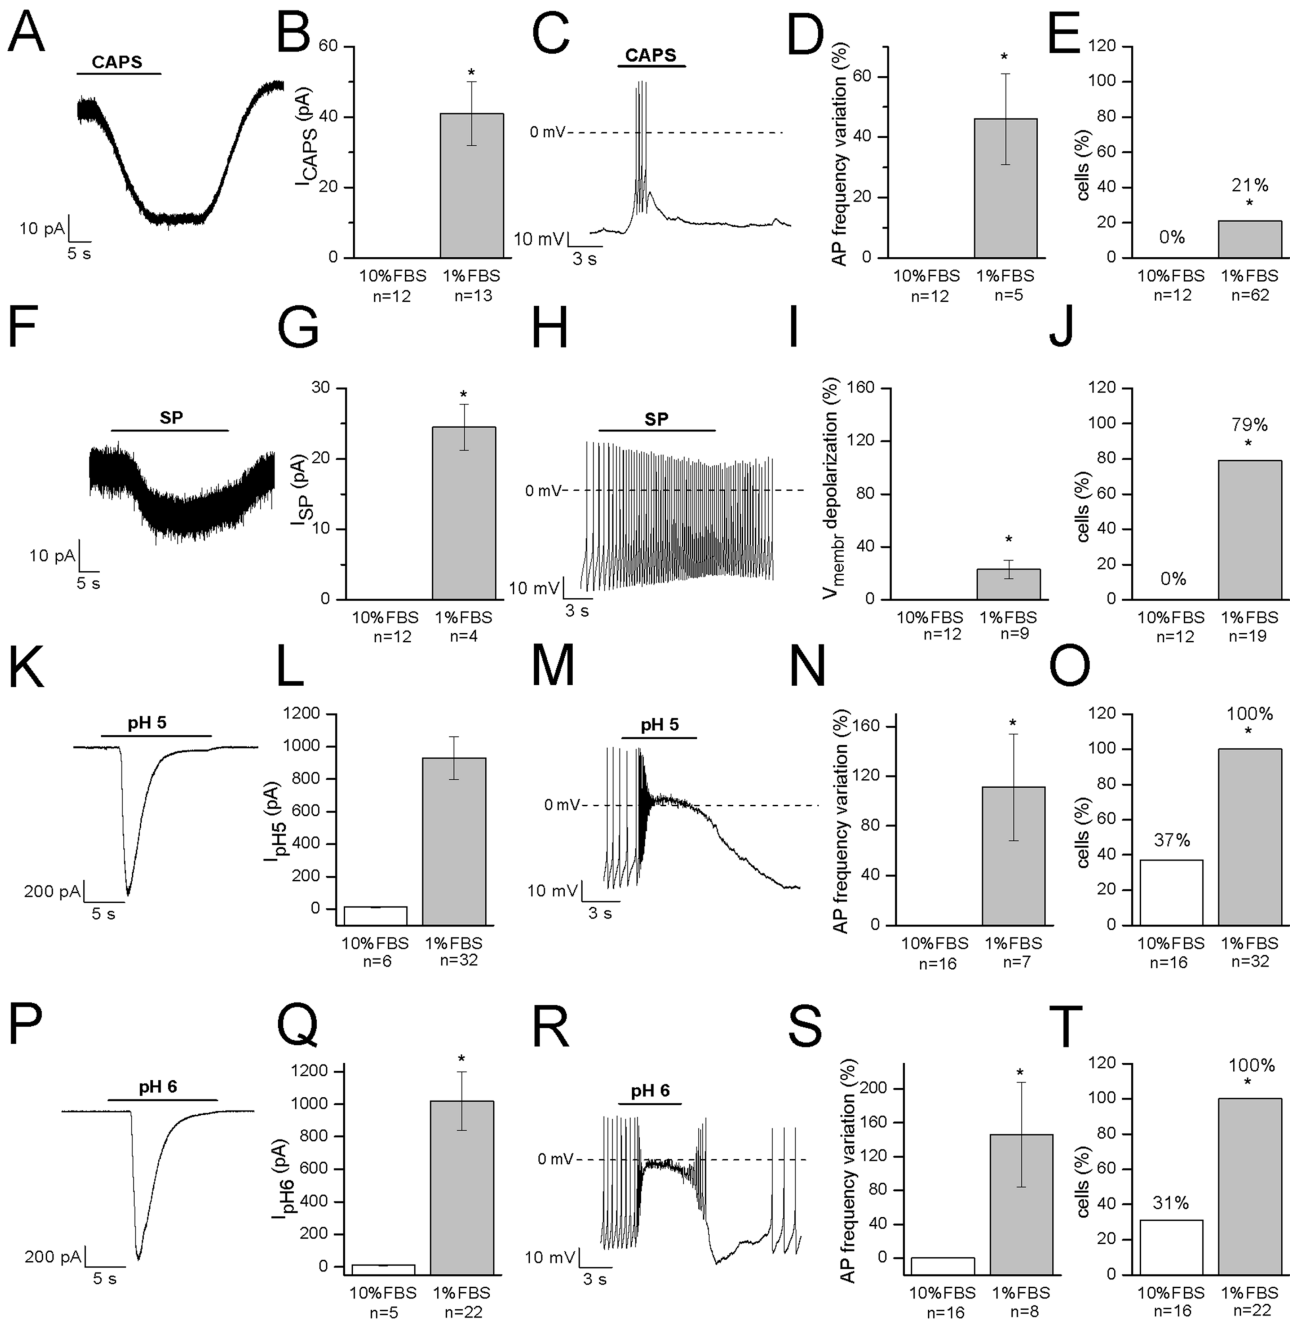 A
CAPS
10 pA
5 s
B
I_CAPS (pA)
60
40
20
0
10%FBS 1%FBS
n=12 n=13
*
C
CAPS
0 mV
10 mV
3 s
D
AP frequency variation (%)
60
40
20
0
10%FBS 1%FBS
n=12 n=5
*
E
cells (%)
120
100
80
60
40
20
0
0%
21%
*
10%FBS 1%FBS
n=12 n=62
F
SP
10 pA
5 s
G
I_SP (pA)
30
20
10
0
*
10%FBS 1%FBS
n=12 n=4
H
SP
0 mV
10 mV
3 s
I
V_membr depolarization (%)
160
120
80
40
0
*
10%FBS 1%FBS
n=12 n=9
J
cells (%)
120
100
80
60
40
20
0
0%
79%
*
10%FBS 1%FBS
n=12 n=19
K
pH 5
200 pA
5 s
L
I_pH5 (pA)
1200
1000
800
600
400
200
0
10%FBS 1%FBS
n=6 n=32
M
pH 5
0 mV
10 mV
3 s
N
AP frequency variation (%)
160
120
80
40
0
*
10%FBS 1%FBS
n=16 n=7
O
cells (%)
120
100
80
60
40
20
0
37%
100%
*
10%FBS 1%FBS
n=16 n=32
P
pH 6
200 pA
5 s
Q
I_pH6 (pA)
1200
1000
800
600
400
200
0
*
10%FBS 1%FBS
n=5 n=22
R
pH 6
0 mV
10 mV
3 s
S
AP frequency variation (%)
200
160
120
80
40
0
*
10%FBS 1%FBS
n=16 n=8
T
cells (%)
120
100
80
60
40
20
0
31%
100%
*
10%FBS 1%FBS
n=16 n=22